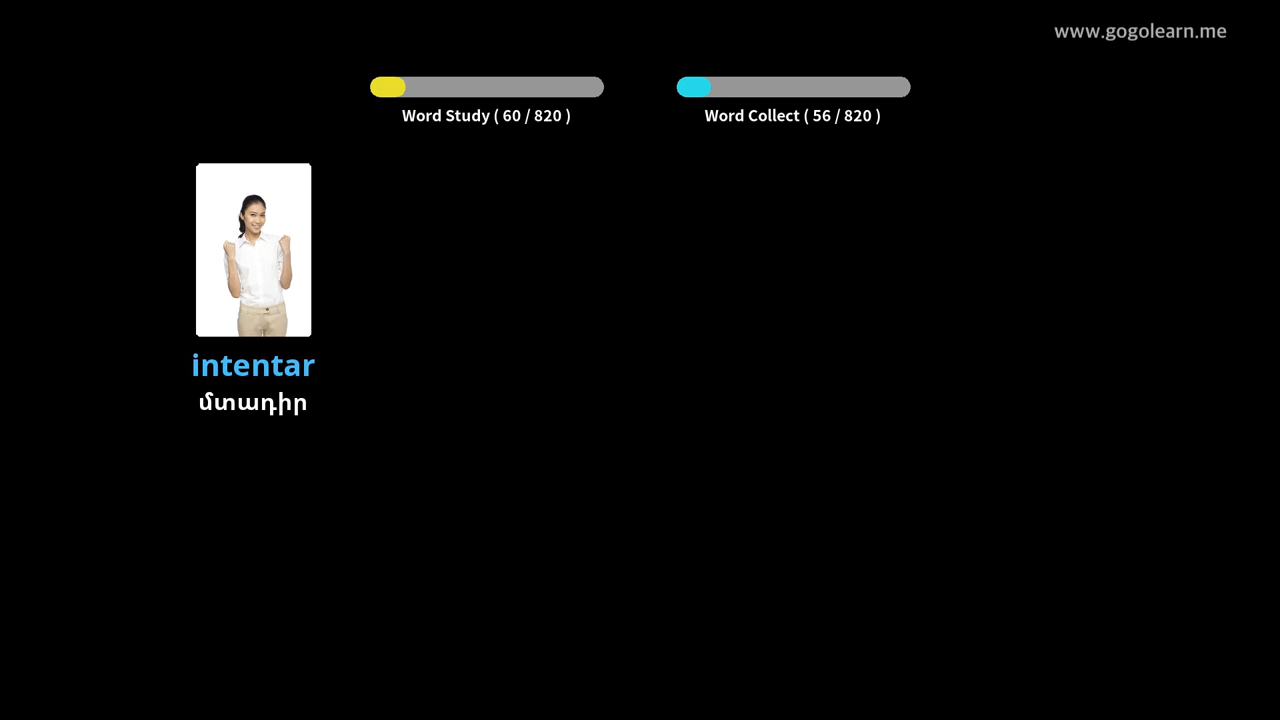 www.gogolearn.me
Word Study ( 60 / 820 )
Word Collect ( 56 / 820 )
intentar
մտադիր